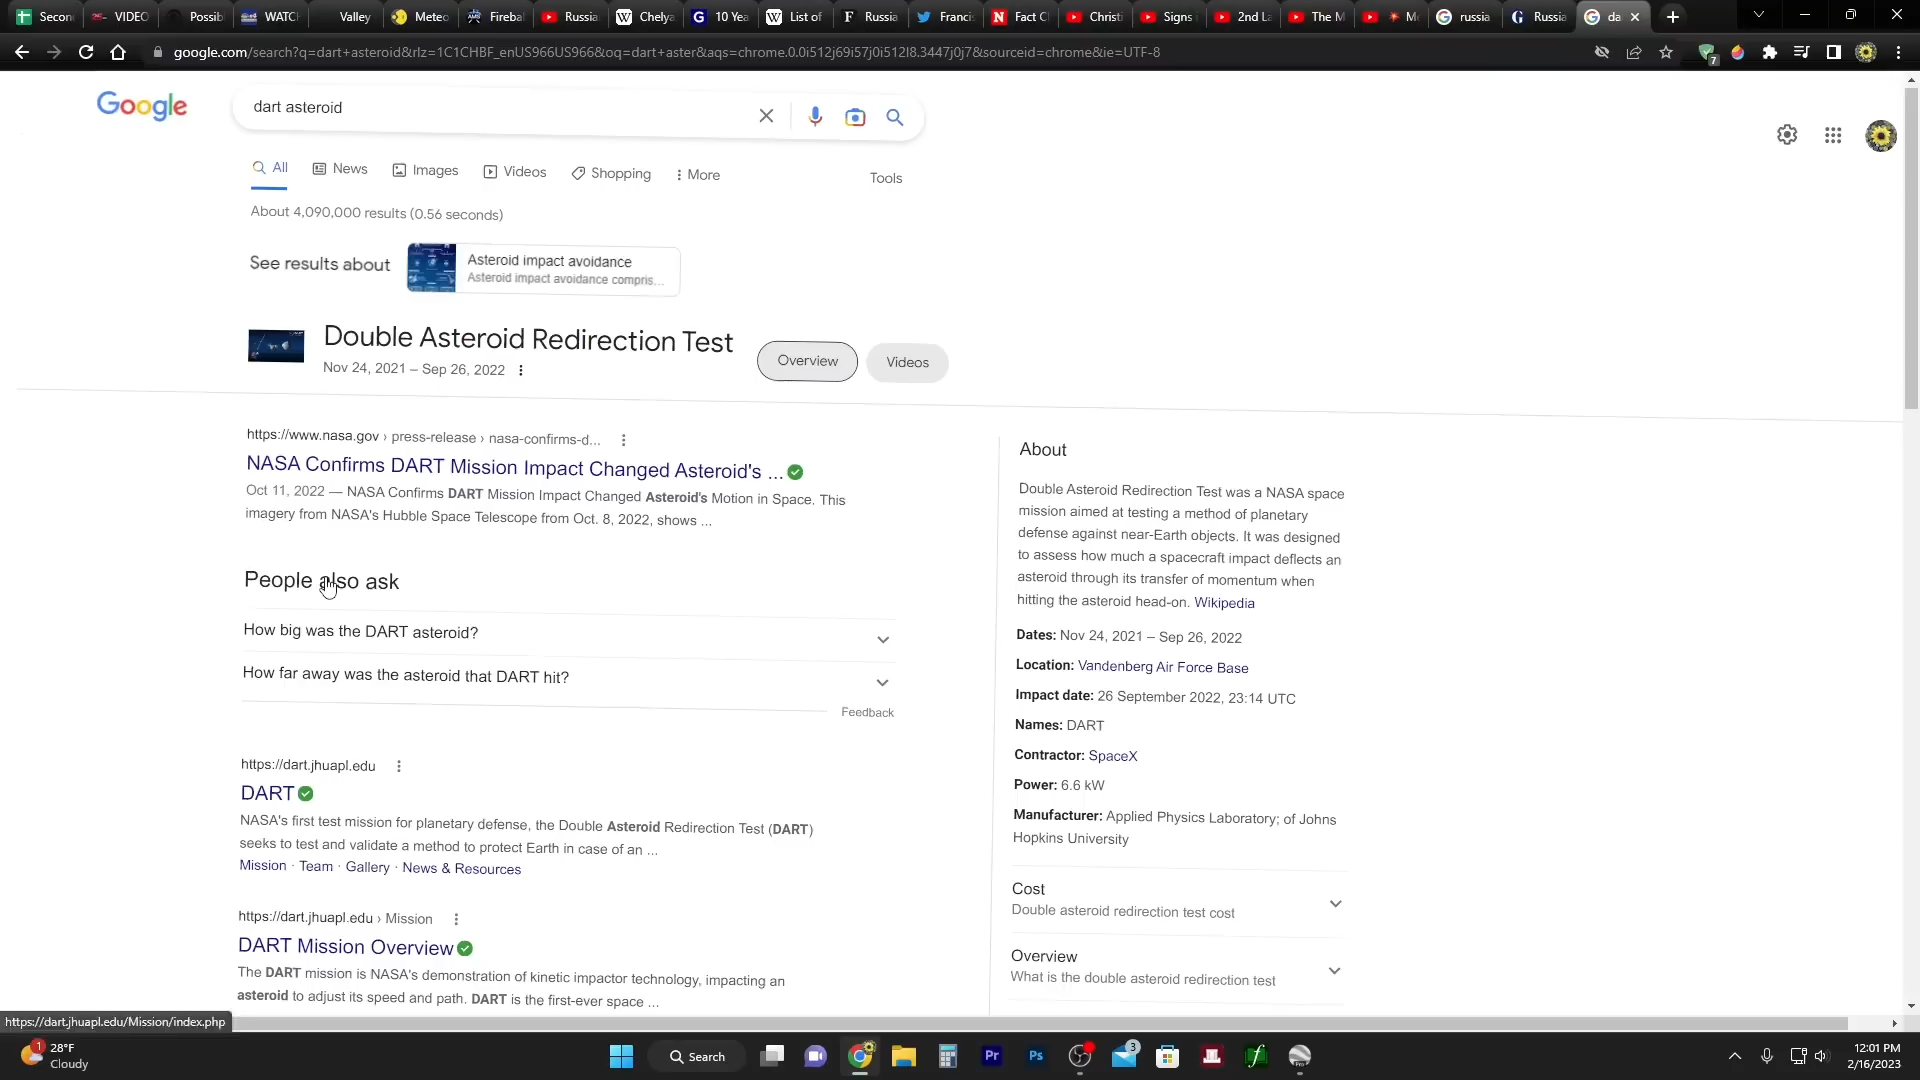 Secon
VIDEO
Possib
WATCH
Valley
Meteo
Firebal
Russia
Chelya
10 Yea
List of
Russia
Francis
Fact Ch
Christi
Signs
2nd La
The M
russia
Russia
da
google.com/search?q=dart+asteroid&rlz=1C1CHBF_enUS966US966&oq=dart+aster&aqs=chrome.0.0i512j69i57j0i512l8.3447j0j7&sourceid=chrome&ie=UTF-8
7
Google
dart asteroid
All News Images Videos Shopping More Tools
About 4,090,000 results (0.56 seconds)
See results about
Asteroid impact avoidance
Asteroid impact avoidance compris...
Double Asteroid Redirection Test
Nov 24, 2021 – Sep 26, 2022
Overview Videos
https://www.nasa.gov › press-release › nasa-confirms-d...
NASA Confirms DART Mission Impact Changed Asteroid's ...
Oct 11, 2022 — NASA Confirms DART Mission Impact Changed Asteroid's Motion in Space. This
imagery from NASA's Hubble Space Telescope from Oct. 8, 2022, shows ...
People also ask
How big was the DART asteroid?
How far away was the asteroid that DART hit?
Feedback
https://dart.jhuapl.edu
DART
NASA's first test mission for planetary defense, the Double Asteroid Redirection Test (DART)
seeks to test and validate a method to protect Earth in case of an ...
Mission · Team · Gallery · News & Resources
https://dart.jhuapl.edu › Mission
DART Mission Overview
The DART mission is NASA's demonstration of kinetic impactor technology, impacting an
asteroid to adjust its speed and path. DART is the first-ever space ...
About
Double Asteroid Redirection Test was a NASA space
mission aimed at testing a method of planetary
defense against near-Earth objects. It was designed
to assess how much a spacecraft impact deflects an
asteroid through its transfer of momentum when
hitting the asteroid head-on. Wikipedia
Dates: Nov 24, 2021 – Sep 26, 2022
Location: Vandenberg Air Force Base
Impact date: 26 September 2022, 23:14 UTC
Names: DART
Contractor: SpaceX
Power: 6.6 kW
Manufacturer: Applied Physics Laboratory; of Johns
Hopkins University
Cost
Double asteroid redirection test cost
Overview
What is the double asteroid redirection test
https://dart.jhuapl.edu/Mission/index.php
1
28°F
Cloudy
Search
Pr
Ps
3
12:01 PM
2/16/2023